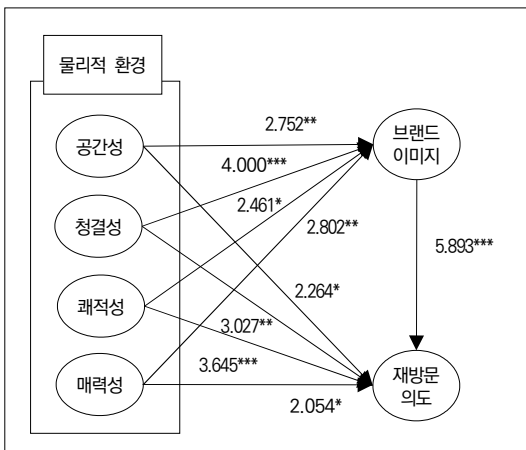 물리적 환경
공간성
청결성
쾌적성
매력성
2.752**
4.000***
2.461*
2.802**
2.264*
3.027**
3.645***
2.054*
브랜드
이미지
5.893***
재방문
의도